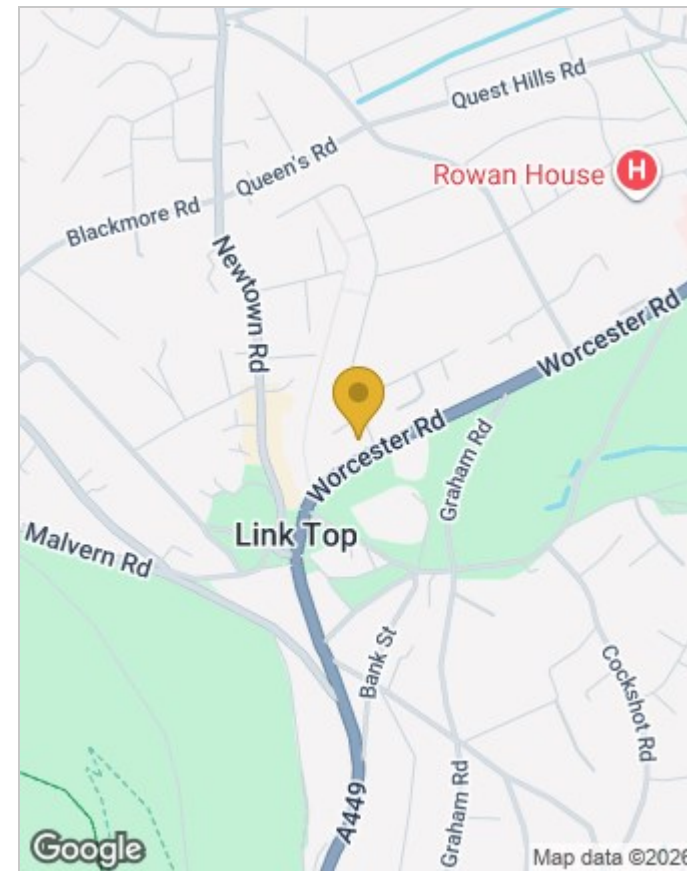 Quest Hills Rd
Queen's Rd
Rowan House
H
Blackmore Rd
Newtown Rd
Worcester Rd
Worcester Rd
Graham Rd
Link Top
Malvern Rd
Bank St
Cockshot Rd
A449
Graham Rd
Google
Map data ©2026